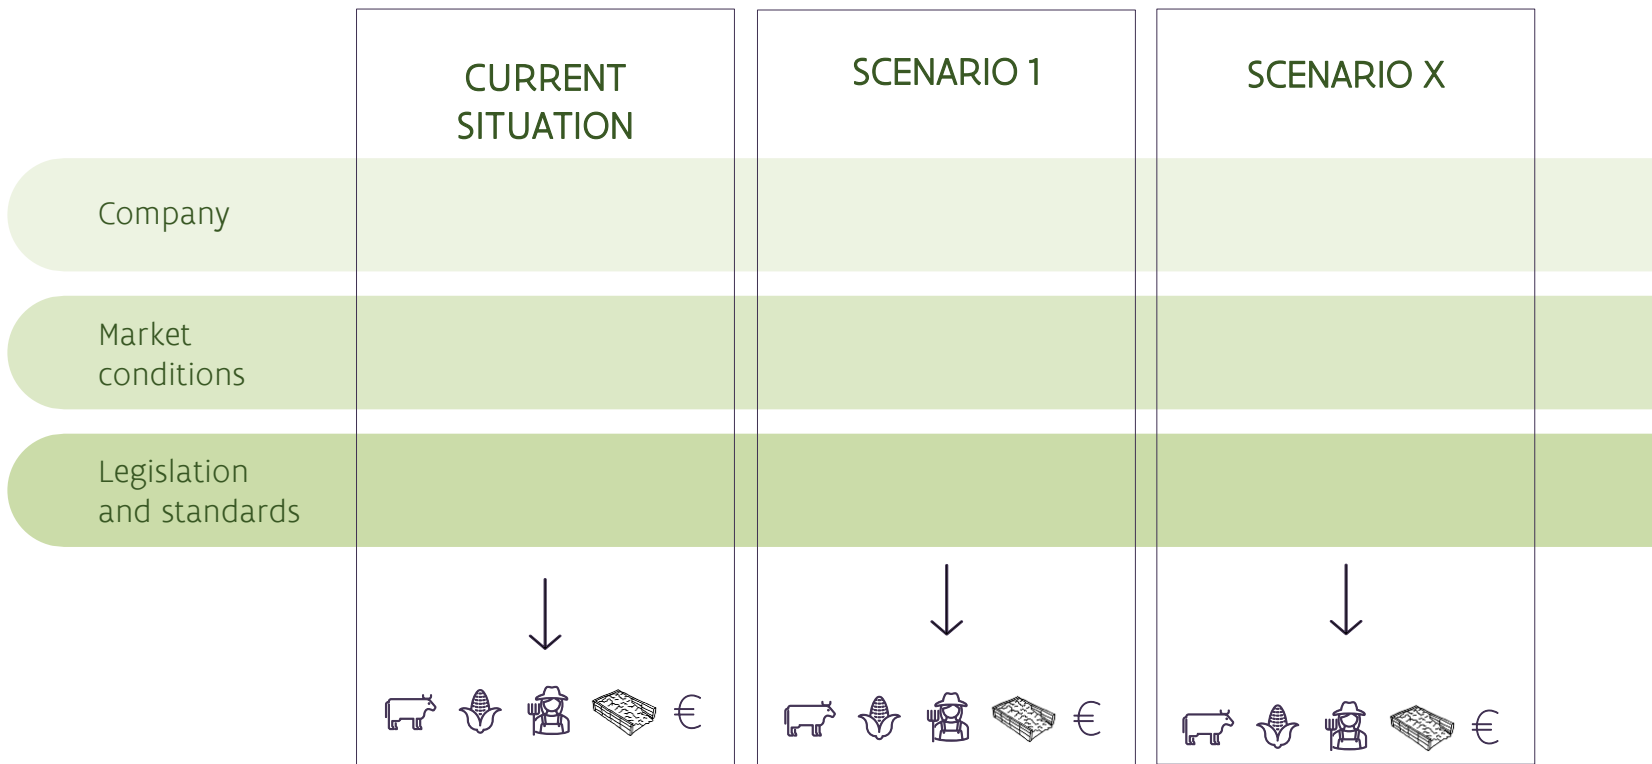 CURRENT
SITUATION
SCENARIO 1
SCENARIO X
Company
Market
conditions
Legislation
and standards
€
€
€